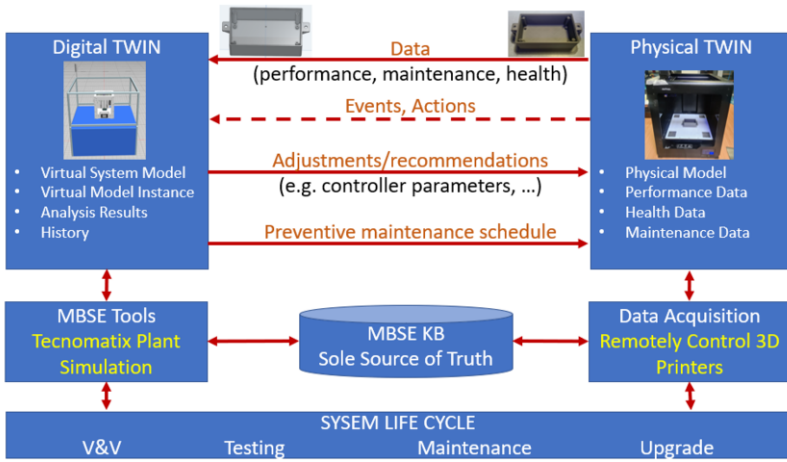 Digital TWIN
Data
(performance, maintenance, health)
Physical TWIN
Events, Actions
Adjustments/recommendations
(e.g. controller parameters, ...)
Preventive maintenance schedule
• Virtual System Model
• Virtual Model Instance
• Analysis Results
• History
• Physical Model
• Performance Data
• Health Data
• Maintenance Data
MBSE Tools
Tecnomatix Plant
Simulation
MBSE KB
Sole Source of Truth
Data Acquisition
Remotely Control 3D
Printers
SYSEM LIFE CYCLE
V&V Testing Maintenance Upgrade